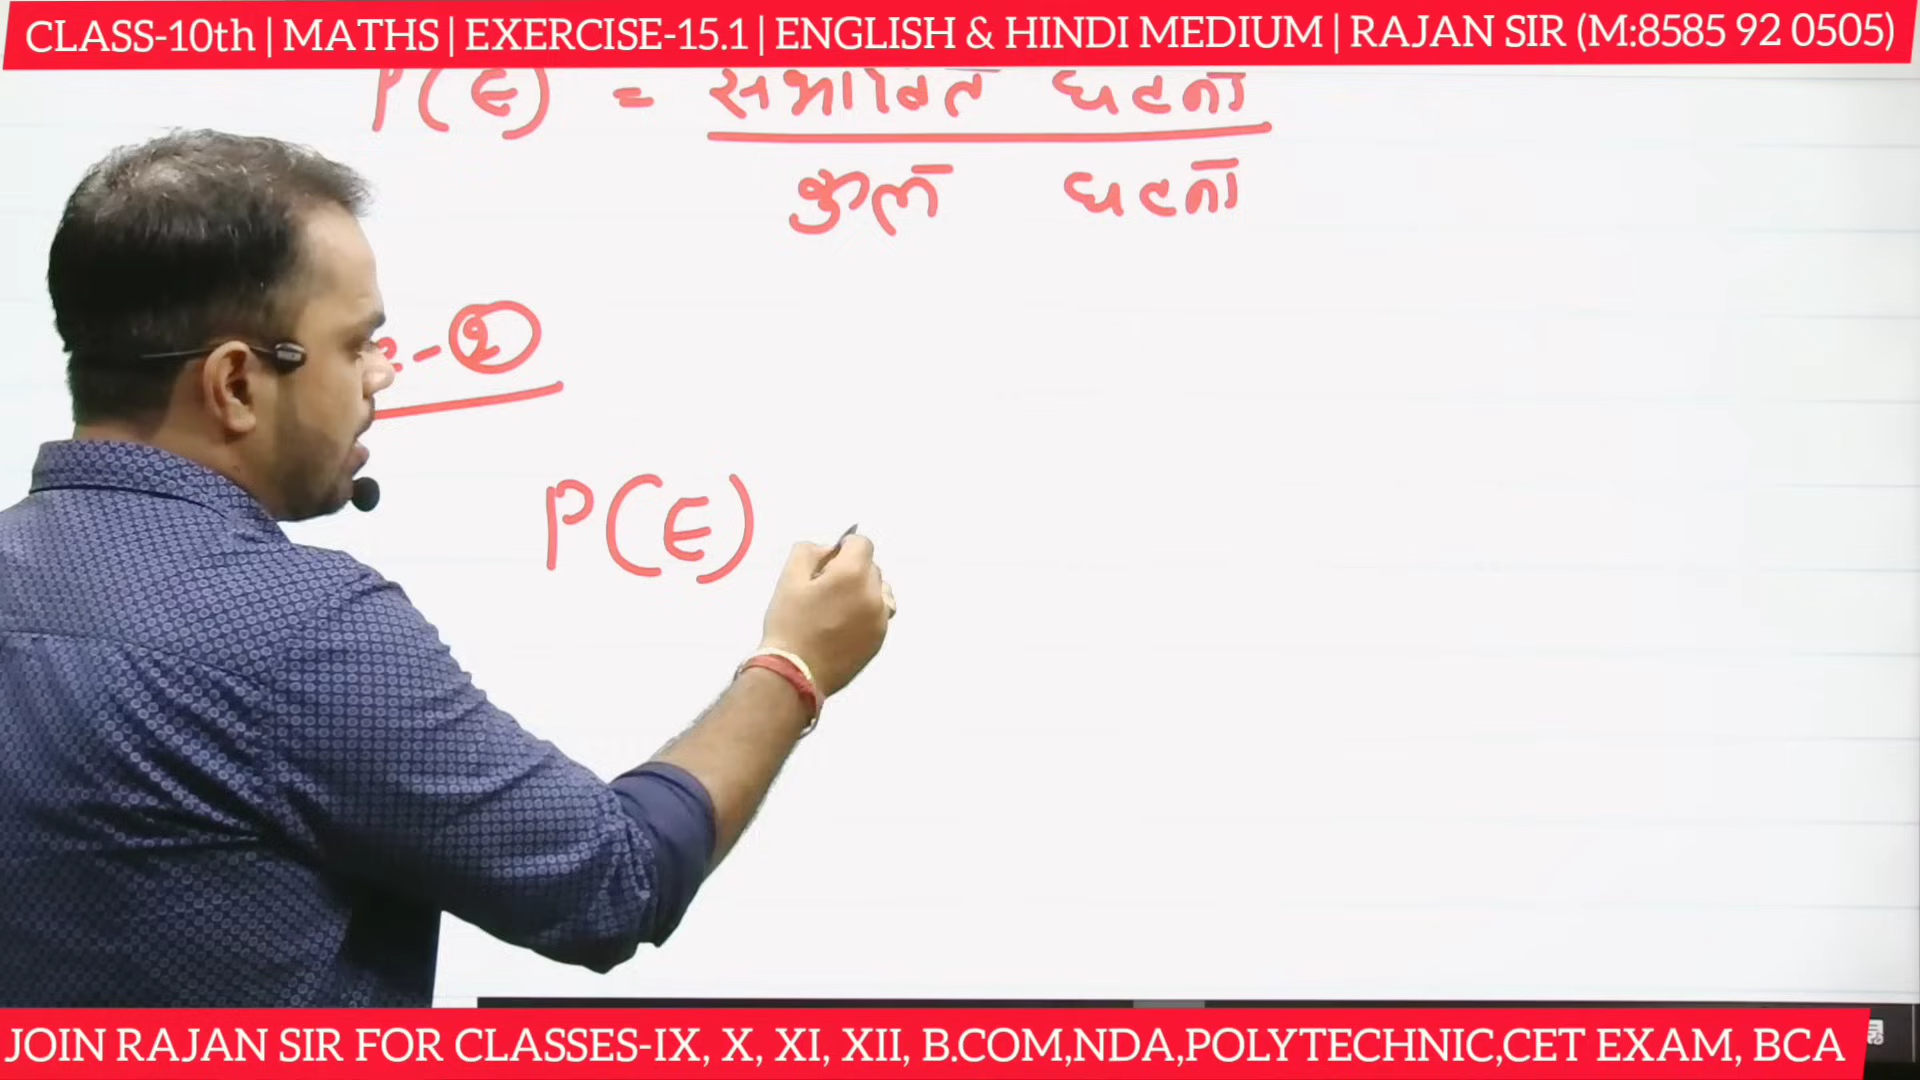 CLASS-10th | MATHS | EXERCISE-15.1 | ENGLISH & HINDI MEDIUM | RAJAN SIR (M:8585 92 0505)
P(E) = संभावित घटना
कुल घटना
- 2
P(E)
JOIN RAJAN SIR FOR CLASSES-IX, X, XI, XII, B.COM,NDA,POLYTECHNIC,CET EXAM, BCA